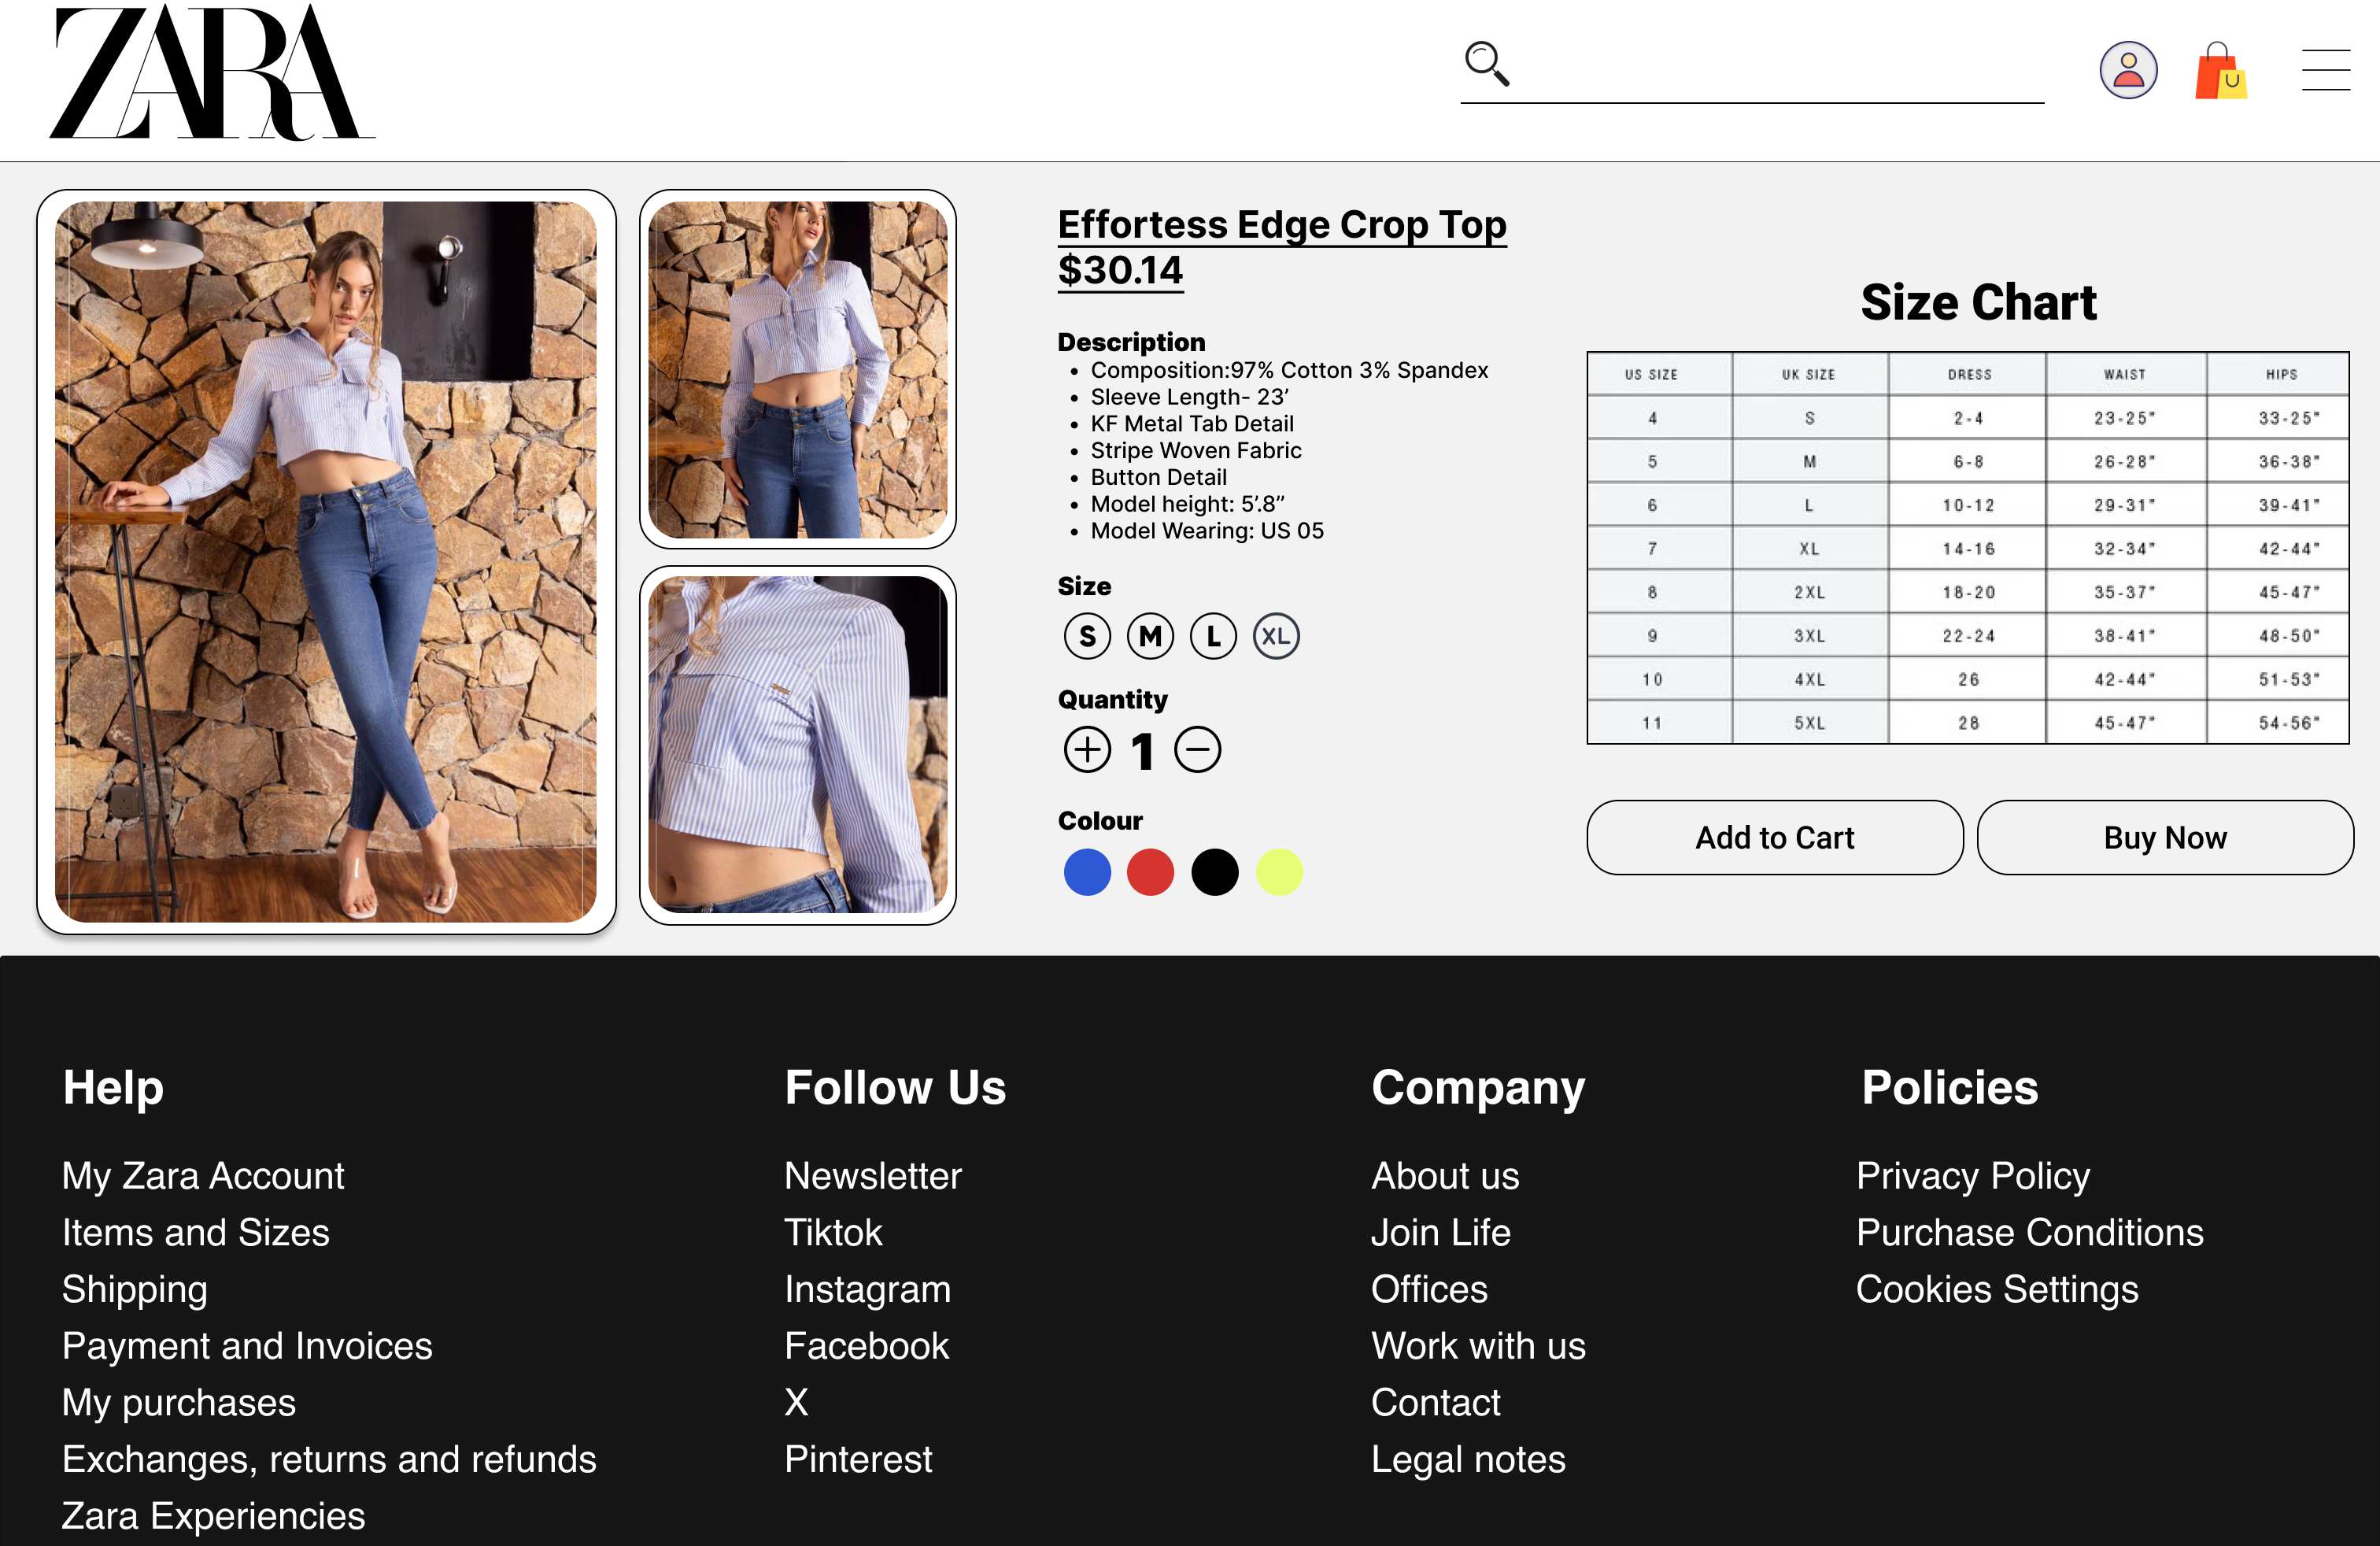 ZARA
Effortess Edge Crop Top
$30.14
Description
Composition:97% Cotton 3% Spandex
Sleeve Length- 23’
KF Metal Tab Detail
Stripe Woven Fabric
Button Detail
Model height: 5’.8”
Model Wearing: US 05
Size
S M L XL
Quantity
1
Colour
Size Chart
US SIZE UK SIZE DRESS WAIST HIPS
4 S 2-4 23-25" 33-25"
5 M 6-8 26-28" 36-38"
6 L 10-12 29-31" 39-41"
7 XL 14-16 32-34" 42-44"
8 2XL 18-20 35-37" 45-47"
9 3XL 22-24 38-41" 48-50"
10 4XL 26 42-44" 51-53"
11 5XL 28 45-47" 54-56"
Add to Cart
Buy Now
Help
My Zara Account
Items and Sizes
Shipping
Payment and Invoices
My purchases
Exchanges, returns and refunds
Zara Experiencies
Follow Us
Newsletter
Tiktok
Instagram
Facebook
X
Pinterest
Company
About us
Join Life
Offices
Work with us
Contact
Legal notes
Policies
Privacy Policy
Purchase Conditions
Cookies Settings